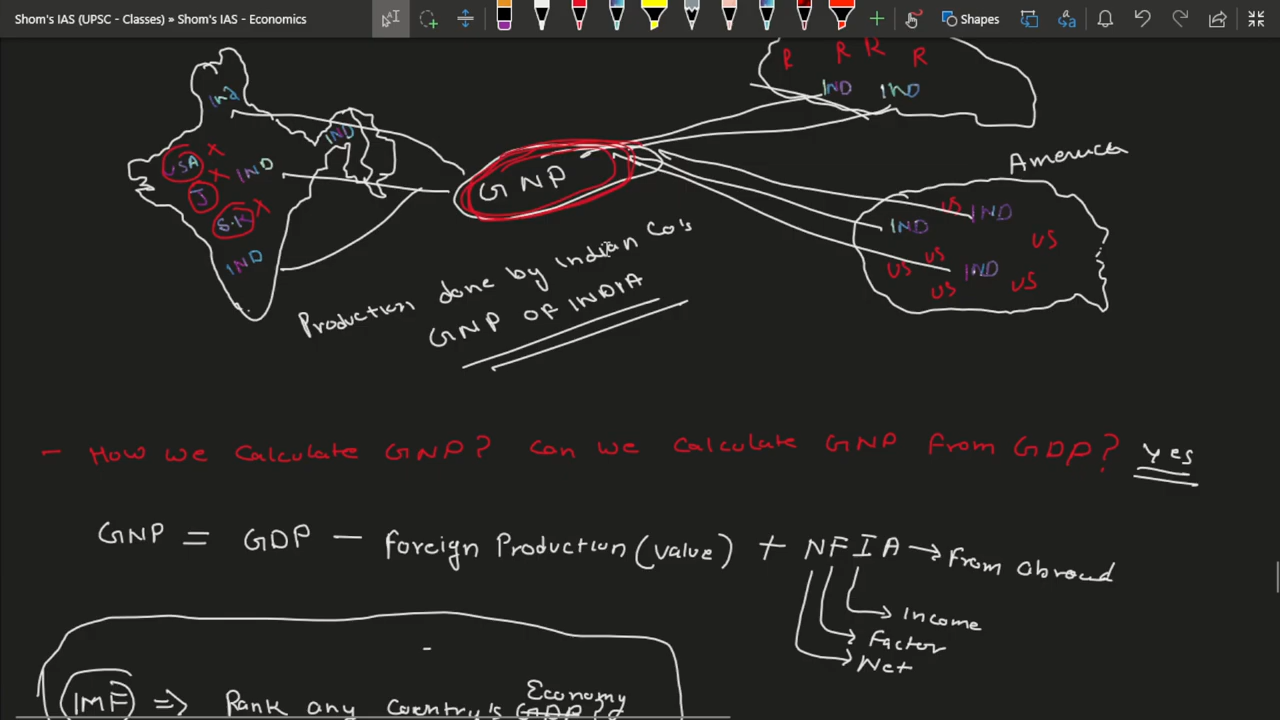 Shom's IAS (UPSC - Classes) » Shom's IAS - Economics
Shapes
R R R R
IND IND
Ind
IND
USA x
x IND
J
S.K x
IND
GNP
America
IND US IND
US
US US IND
US US
Production done by Indian Co's
GNP OF INDIA
- How we calculate GNP? Can we calculate GNP from GDP? Yes
GNP = GDP - foreign Production (value) + NFIA → From abroad
→ Income
→ Factor
→ Net
Economy
IMF => Rank any country's GDP?